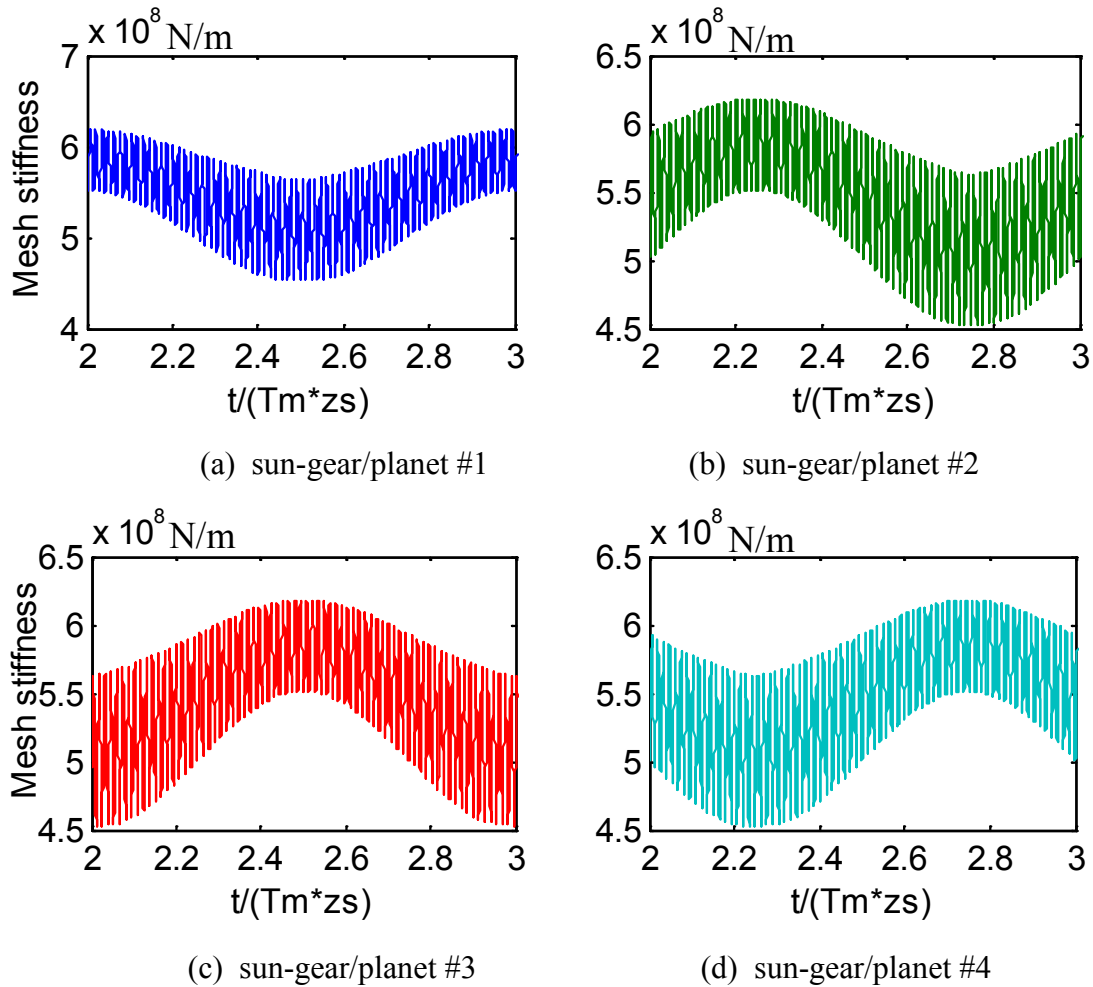 x 10^8 N/m
x 10^8 N/m
Mesh stiffness
7
6
5
4
2 2.2 2.4 2.6 2.8 3
t/(Tm*zs)
6.5
6
5.5
5
4.5
2 2.2 2.4 2.6 2.8 3
t/(Tm*zs)
(a) sun-gear/planet #1
(b) sun-gear/planet #2
x 10^8 N/m
x 10^8 N/m
Mesh stiffness
6.5
6
5.5
5
4.5
2 2.2 2.4 2.6 2.8 3
t/(Tm*zs)
6.5
6
5.5
5
4.5
2 2.2 2.4 2.6 2.8 3
t/(Tm*zs)
(c) sun-gear/planet #3
(d) sun-gear/planet #4